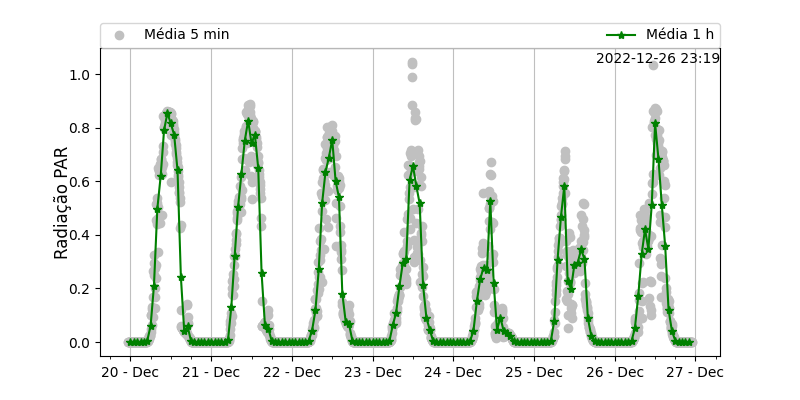 Média 5 min
Média 1 h
2022-12-26 23:19
Radiação PAR
1.0
0.8
0.6
0.4
0.2
0.0
20 - Dec
21 - Dec
22 - Dec
23 - Dec
24 - Dec
25 - Dec
26 - Dec
27 - Dec